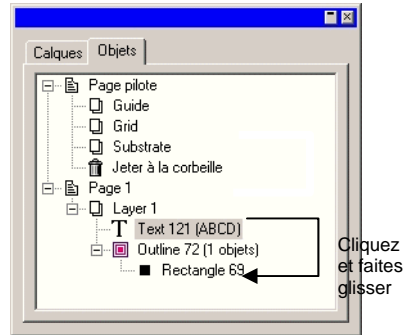 Calques Objets
Page pilote
Guide
Grid
Substrate
Jeter à la corbeille
Page 1
Layer 1
T Text 121 (ABCD)
Outline 72 (1 objets)
Rectangle 69
Cliquez
et faites
glisser